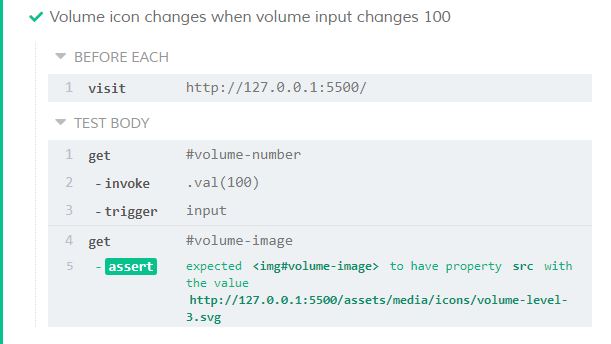 Volume icon changes when volume input changes 100
BEFORE EACH
1 visit http://127.0.0.1:5500/
TEST BODY
1 get #volume-number
2 - invoke .val(100)
3 - trigger input
4 get #volume-image
5 - assert expected <img#volume-image> to have property src with
the value
http://127.0.0.1:5500/assets/media/icons/volume-level-
3.svg